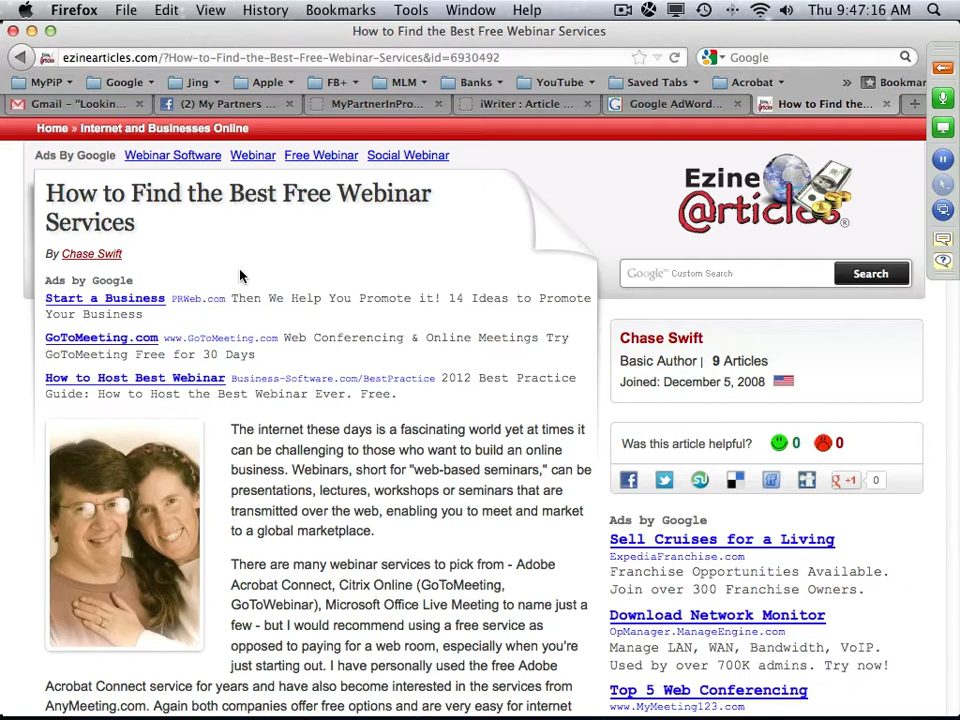 Firefox File Edit View History Bookmarks Tools Window Help Thu 9:47:16 AM
How to Find the Best Free Webinar Services
ezinearticles.com/?How-to-Find-the-Best-Free-Webinar-Services&id=6930492
Google
MyPiP Google Jing Apple FB+ MLM Banks YouTube Saved Tabs Acrobat » Bookmar
Gmail - "Lookin... (2) My Partners ... MyPartnerInPro... iWriter : Article ... Google AdWord... How to Find the...
Home » Internet and Businesses Online
Ads By Google Webinar Software Webinar Free Webinar Social Webinar
How to Find the Best Free Webinar
Services
By Chase Swift
Ads by Google
Start a Business PRWeb.com Then We Help You Promote it! 14 Ideas to Promote
Your Business
GoToMeeting.com www.GoToMeeting.com Web Conferencing & Online Meetings Try
GoToMeeting Free for 30 Days
How to Host Best Webinar Business-Software.com/BestPractice 2012 Best Practice
Guide: How to Host the Best Webinar Ever. Free.
The internet these days is a fascinating world yet at times it
can be challenging to those who want to build an online
business. Webinars, short for "web-based seminars," can be
presentations, lectures, workshops or seminars that are
transmitted over the web, enabling you to meet and market
to a global marketplace.
There are many webinar services to pick from - Adobe
Acrobat Connect, Citrix Online (GoToMeeting,
GoToWebinar), Microsoft Office Live Meeting to name just a
few - but I would recommend using a free service as
opposed to paying for a web room, especially when you're
just starting out. I have personally used the free Adobe
Acrobat Connect service for years and have also become interested in the services from
AnyMeeting.com. Again both companies offer free options and are very easy for internet
Ezine
@rticles®
Google™ Custom Search Search
Chase Swift
Basic Author | 9 Articles
Joined: December 5, 2008
Was this article helpful? 0 0
g +1 0
Ads by Google
Sell Cruises for a Living
ExpediaFranchise.com
Franchise Opportunities Available.
Join over 300 Franchise Owners.
Download Network Monitor
OpManager.ManageEngine.com
Manage LAN, WAN, Bandwidth, VoIP.
Used by over 700K admins. Try now!
Top 5 Web Conferencing
www.MyMeeting123.com